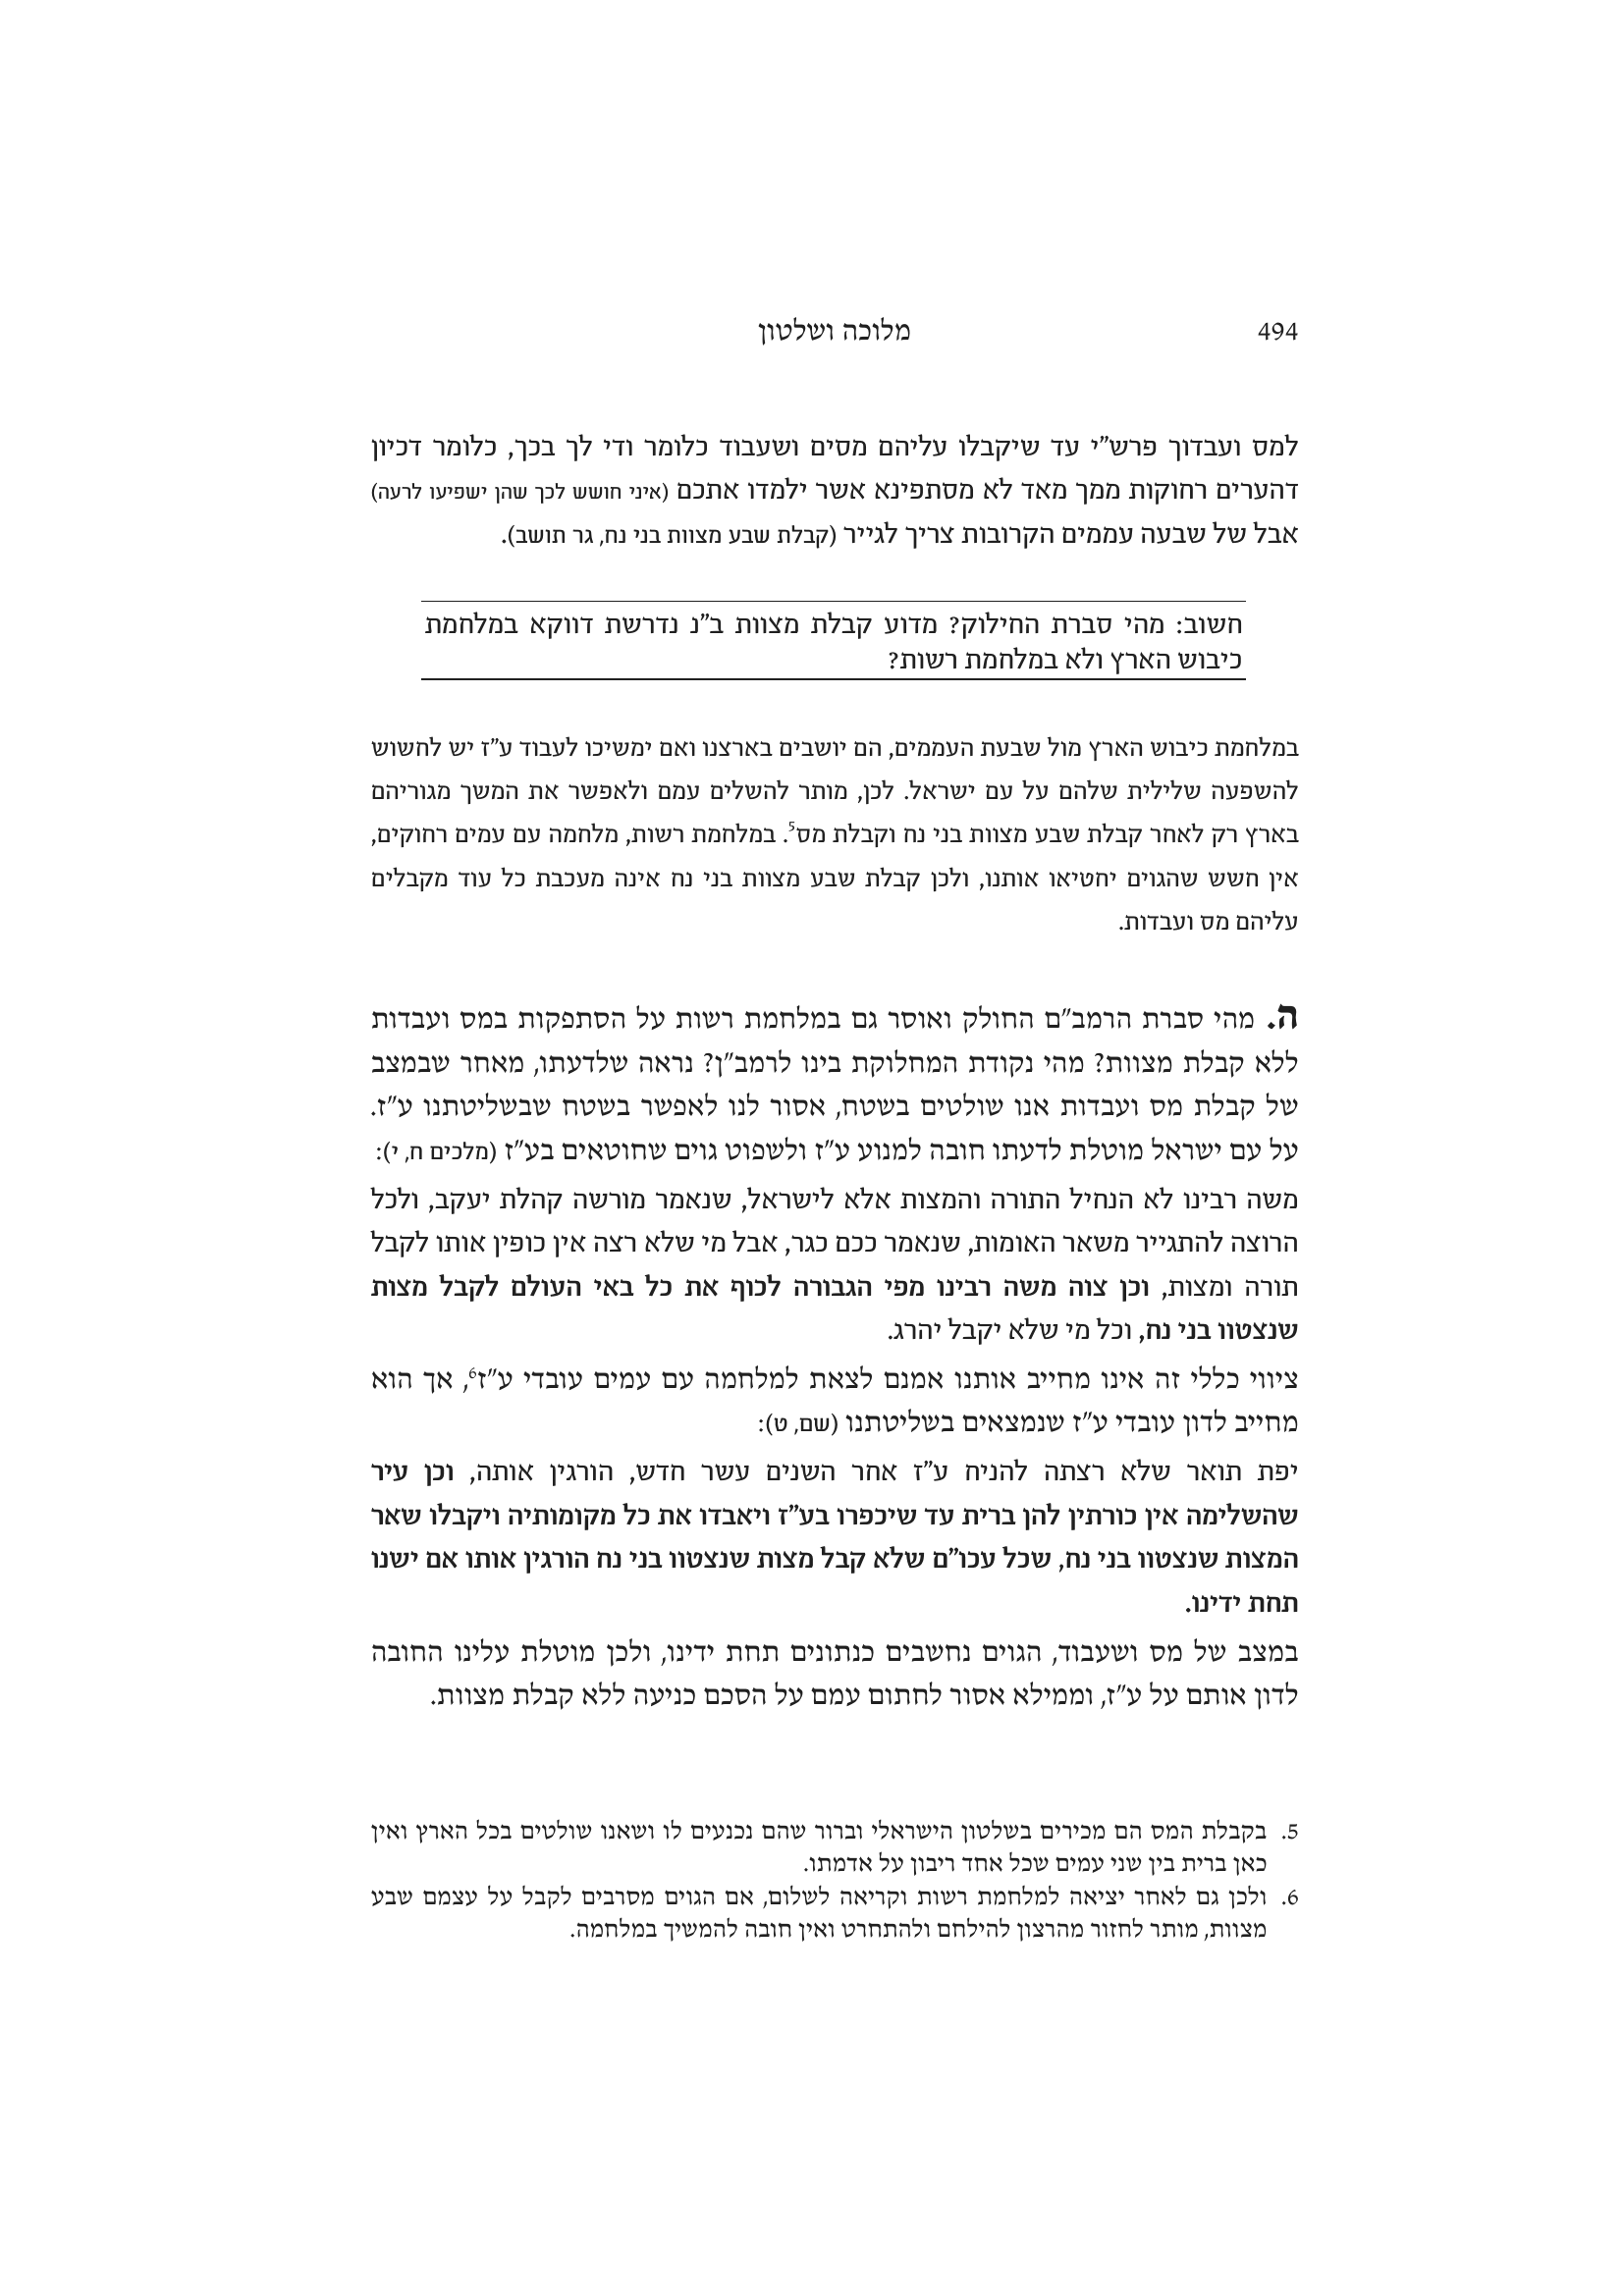 494
מלוכה ושלטון
למס ועבדוך פרש״י עד שיקבלו עליהם מסים ושעבוד כלומר ודי לך בכך, כלומר דכיון
דהערים רחוקות ממך מאד לא מסתפינא אשר ילמדו אתכם (איני חושש לכך שהן ישפיעו לרעה)
אבל של שבעה עממים הקרובות צריך לגייר (קבלת שבע מצוות בני נח, גר תושב).
חשוב: מהי סברת החילוק? מדוע קבלת מצוות ב״נ נדרשת דווקא במלחמת
כיבוש הארץ ולא במלחמת רשות?
במלחמת כיבוש הארץ מול שבעת העממים, הם יושבים בארצנו ואם ימשיכו לעבוד ע״ז יש לחשוש
להשפעה שלילית שלהם על עם ישראל. לכן, מותר להשלים עמם ולאפשר את המשך מגוריהם
בארץ רק לאחר קבלת שבע מצוות בני נח וקבלת מס5. במלחמת רשות, מלחמה עם עמים רחוקים,
אין חשש שהגוים יחטיאו אותנו, ולכן קבלת שבע מצוות בני נח אינה מעכבת כל עוד מקבלים
עליהם מס ועבדות.
ה. מהי סברת הרמב״ם החולק ואוסר גם במלחמת רשות על הסתפקות במס ועבדות
ללא קבלת מצוות? מהי נקודת המחלוקת בינו לרמב״ן? נראה שלדעתו, מאחר שבמצב
של קבלת מס ועבדות אנו שולטים בשטח, אסור לנו לאפשר בשטח שבשליטתנו ע״ז.
על עם ישראל מוטלת לדעתו חובה למנוע ע״ז ולשפוט גוים שחוטאים בע״ז (מלכים ח, י):
משה רבינו לא הנחיל התורה והמצות אלא לישראל, שנאמר מורשה קהלת יעקב, ולכל
הרוצה להתגייר משאר האומות, שנאמר ככם כגר, אבל מי שלא רצה אין כופין אותו לקבל
תורה ומצות, וכן צוה משה רבינו מפי הגבורה לכוף את כל באי העולם לקבל מצות
שנצטוו בני נח, וכל מי שלא יקבל יהרג.
ציווי כללי זה אינו מחייב אותנו אמנם לצאת למלחמה עם עמים עובדי ע״ז6, אך הוא
מחייב לדון עובדי ע״ז שנמצאים בשליטתנו (שם, ט):
יפת תואר שלא רצתה להניח ע״ז אחר השנים עשר חדש, הורגין אותה, וכן עיר
שהשלימה אין כורתין להן ברית עד שיכפרו בע״ז ויאבדו את כל מקומותיה ויקבלו שאר
המצות שנצטוו בני נח, שכל עכו״ם שלא קבל מצות שנצטוו בני נח הורגין אותו אם ישנו
תחת ידינו.
במצב של מס ושעבוד, הגוים נחשבים כנתונים תחת ידינו, ולכן מוטלת עלינו החובה
לדון אותם על ע״ז, וממילא אסור לחתום עמם על הסכם כניעה ללא קבלת מצוות.
5. בקבלת המס הם מכירים בשלטון הישראלי וברור שהם נכנעים לו ושאנו שולטים בכל הארץ ואין
כאן ברית בין שני עמים שכל אחד ריבון על אדמתו.
6. ולכן גם לאחר יציאה למלחמת רשות וקריאה לשלום, אם הגוים מסרבים לקבל על עצמם שבע
מצוות, מותר לחזור מהרצון להילחם ולהתחרט ואין חובה להמשיך במלחמה.